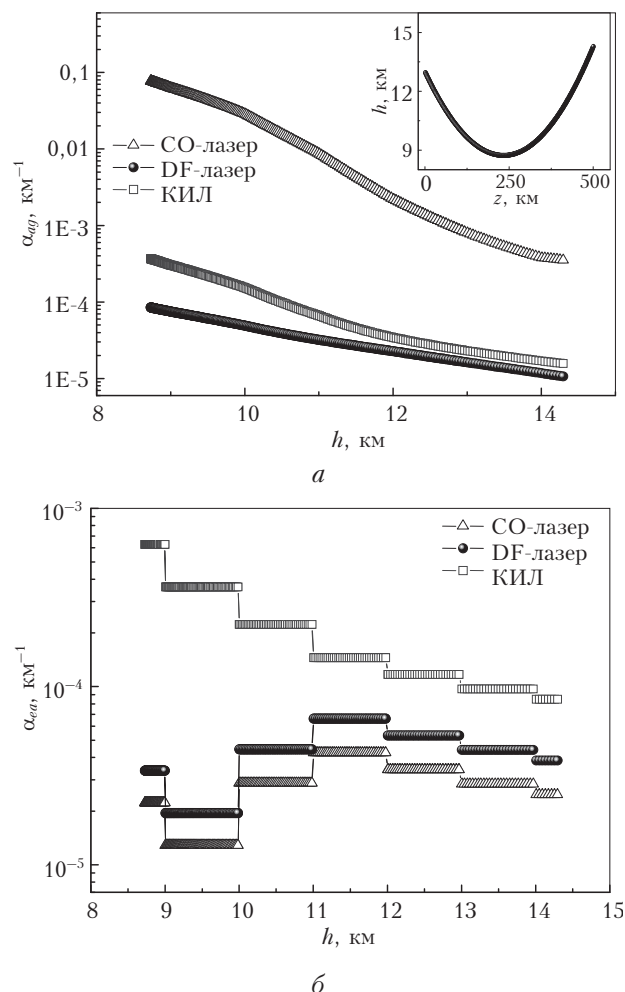 15
12
9
h, км
0 250 500
z, км
0,1
0,01
1E-3
1E-4
1E-5
α_ag, км⁻¹
CO-лазер
DF-лазер
КИЛ
8 10 12 14
h, км
а
10⁻³
10⁻⁴
10⁻⁵
α_ea, км⁻¹
CO-лазер
DF-лазер
КИЛ
8 9 10 11 12 13 14 15
h, км
б